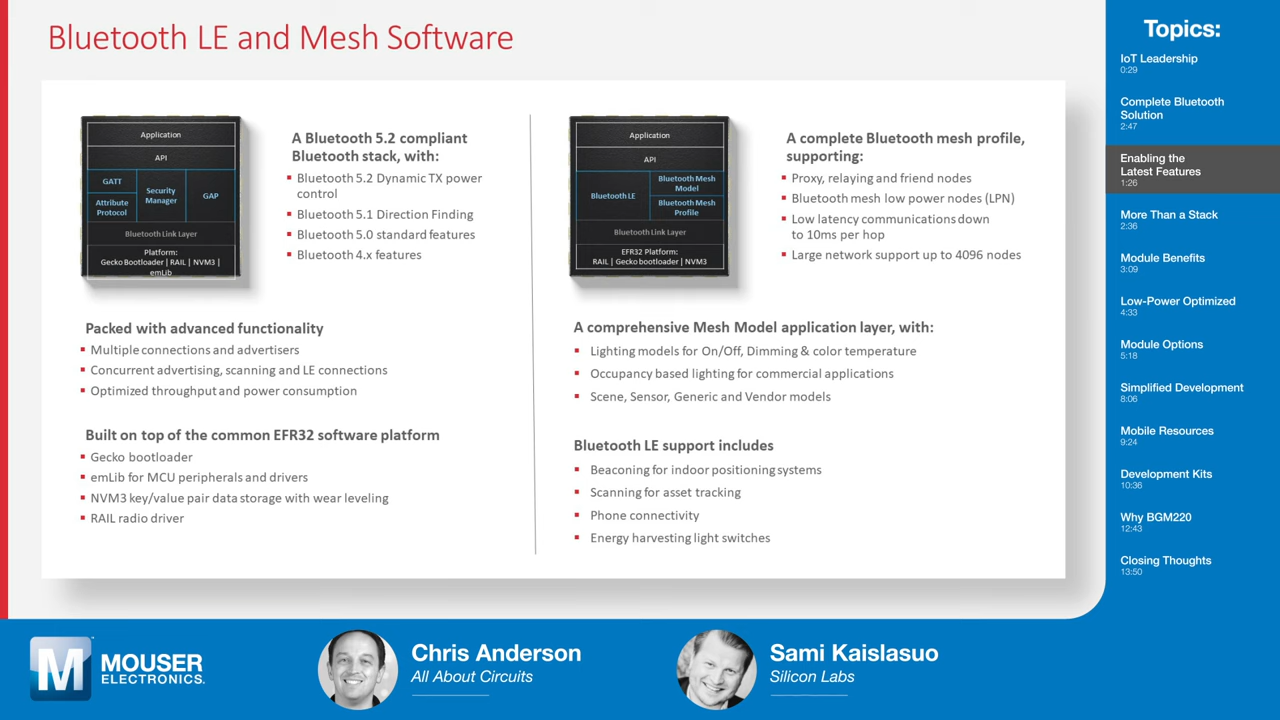 Bluetooth LE and Mesh Software
Application
API
GATT
Attribute
Protocol
Security
Manager
GAP
Bluetooth Link Layer
Platform:
Gecko Bootloader | RAIL | NVM3 |
emLib
A Bluetooth 5.2 compliant
Bluetooth stack, with:
Bluetooth 5.2 Dynamic TX power
control
Bluetooth 5.1 Direction Finding
Bluetooth 5.0 standard features
Bluetooth 4.x features
Packed with advanced functionality
Multiple connections and advertisers
Concurrent advertising, scanning and LE connections
Optimized throughput and power consumption
Built on top of the common EFR32 software platform
Gecko bootloader
emLib for MCU peripherals and drivers
NVM3 key/value pair data storage with wear leveling
RAIL radio driver
Application
API
Bluetooth LE
Bluetooth Mesh
Model
Bluetooth Mesh
Profile
Bluetooth Link Layer
EFR32 Platform:
RAIL | Gecko bootloader | NVM3
A complete Bluetooth mesh profile,
supporting:
Proxy, relaying and friend nodes
Bluetooth mesh low power nodes (LPN)
Low latency communications down
to 10ms per hop
Large network support up to 4096 nodes
A comprehensive Mesh Model application layer, with:
Lighting models for On/Off, Dimming & color temperature
Occupancy based lighting for commercial applications
Scene, Sensor, Generic and Vendor models
Bluetooth LE support includes
Beaconing for indoor positioning systems
Scanning for asset tracking
Phone connectivity
Energy harvesting light switches
Topics:
IoT Leadership
0:29
Complete Bluetooth
Solution
2:47
Enabling the
Latest Features
1:26
More Than a Stack
2:36
Module Benefits
3:09
Low-Power Optimized
4:33
Module Options
5:18
Simplified Development
8:06
Mobile Resources
9:24
Development Kits
10:36
Why BGM220
12:43
Closing Thoughts
13:50
M
MOUSER
ELECTRONICS.
Chris Anderson
All About Circuits
Sami Kaislasuo
Silicon Labs